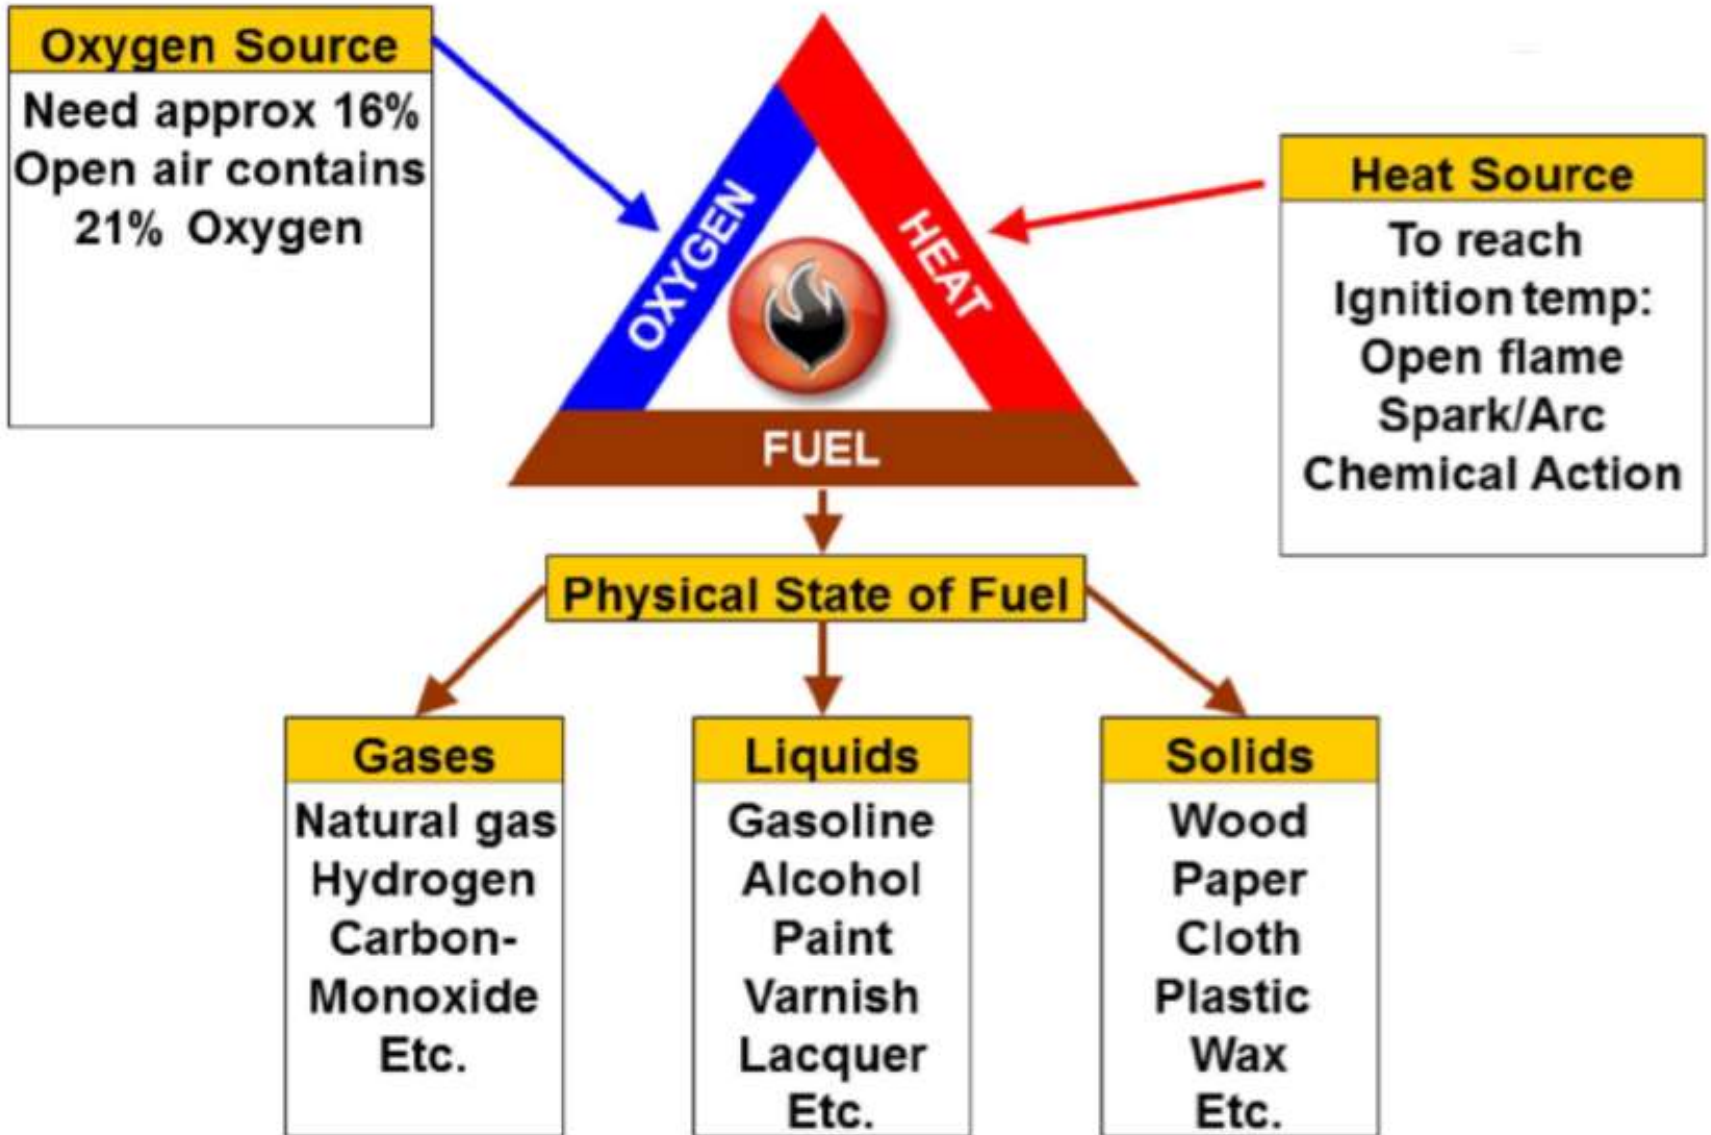 Oxygen Source
Need approx 16%
Open air contains
21% Oxygen
OXYGEN
HEAT
FUEL
Heat Source
To reach
Ignition temp:
Open flame
Spark/Arc
Chemical Action
Physical State of Fuel
Gases
Natural gas
Hydrogen
Carbon-
Monoxide
Etc.
Liquids
Gasoline
Alcohol
Paint
Varnish
Lacquer
Etc.
Solids
Wood
Paper
Cloth
Plastic
Wax
Etc.